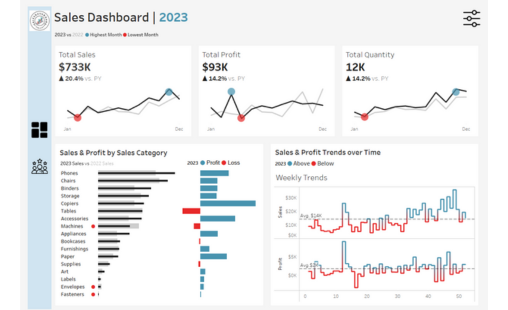 Sales Dashboard | 2023
2023 vs 2022 Highest Month Lowest Month
Total Sales
$733K
▲ 20.4% vs. PY
Jan Dec
Total Profit
$93K
▲ 14.2% vs. PY
Jan Dec
Total Quantity
12K
▲ 14.2% vs. PY
Jan Dec
Sales & Profit by Sales Category
2023 Sales vs 2022 Sales 2023 Profit Loss
Phones
Chairs
Binders
Storage
Copiers
Tables
Accessories
Machines
Appliances
Bookcases
Furnishings
Paper
Supplies
Art
Labels
Envelopes
Fasteners
Sales & Profit Trends over Time
2023 Above Below
Weekly Trends
Sales
$30K
$20K
Avg. $14K
$10K
$0K
Profit
$5K
$0K
0 10 20 30 40 50